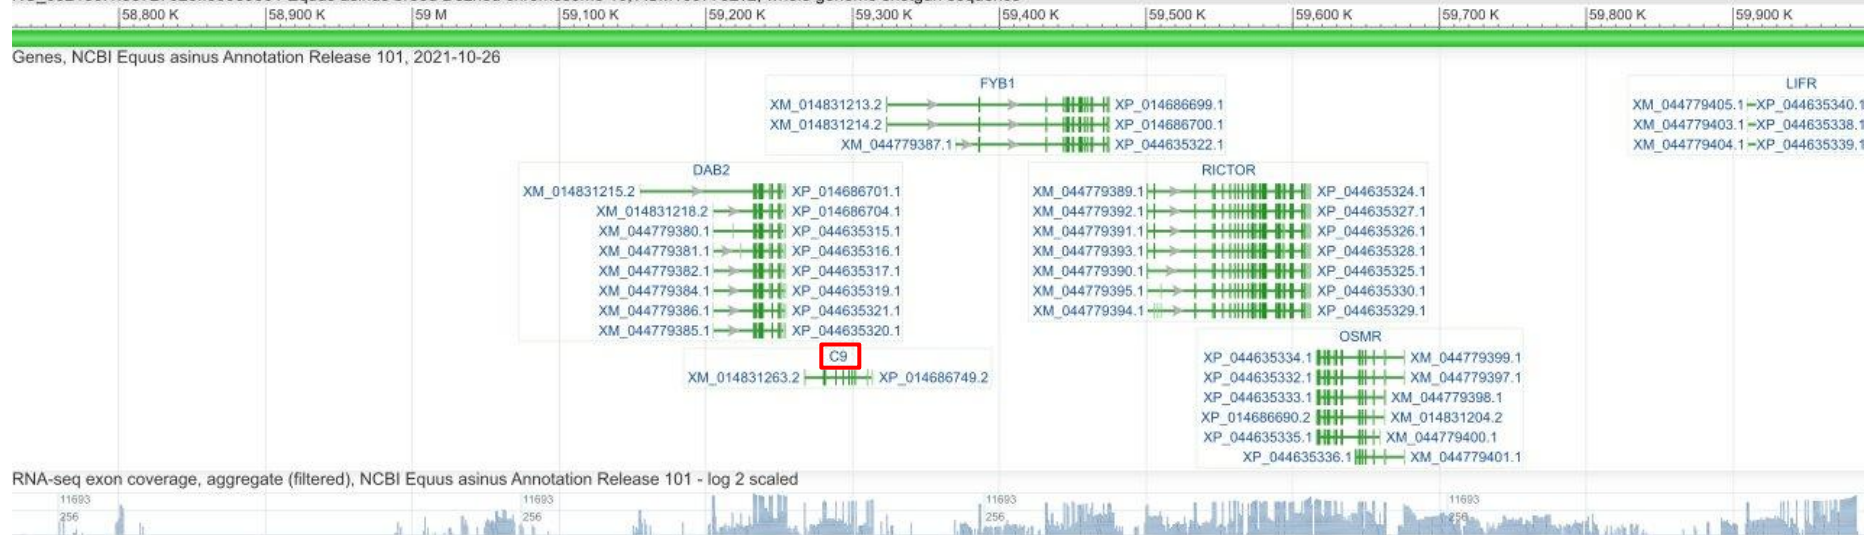 58,800 K 58,900 K 59 M 59,100 K 59,200 K 59,300 K 59,400 K 59,500 K 59,600 K 59,700 K 59,800 K 59,900 K
Genes, NCBI Equus asinus Annotation Release 101, 2021-10-26
FYB1 LIFR
XM_014831213.2 XP_014686699.1 XM_044779405.1 XP_044635340.1
XM_014831214.2 XP_014686700.1 XM_044779403.1 XP_044635338.1
XM_044779387.1 XP_044635322.1 XM_044779404.1 XP_044635339.1
DAB2 RICTOR
XM_014831215.2 XP_014686701.1 XM_044779389.1 XP_044635324.1
XM_014831218.2 XP_014686704.1 XM_044779392.1 XP_044635327.1
XM_044779380.1 XP_044635315.1 XM_044779391.1 XP_044635326.1
XM_044779381.1 XP_044635316.1 XM_044779393.1 XP_044635328.1
XM_044779382.1 XP_044635317.1 XM_044779390.1 XP_044635325.1
XM_044779384.1 XP_044635319.1 XM_044779395.1 XP_044635330.1
XM_044779386.1 XP_044635321.1 XM_044779394.1 XP_044635329.1
XM_044779385.1 XP_044635320.1
OSMR
C9 XP_044635334.1 XM_044779399.1
XM_014831263.2 XP_014686749.2 XP_044635332.1 XM_044779397.1
XP_044635333.1 XM_044779398.1
XP_014686690.2 XM_014831204.2
XP_044635335.1 XM_044779400.1
XP_044635336.1 XM_044779401.1
RNA-seq exon coverage, aggregate (filtered), NCBI Equus asinus Annotation Release 101 - log 2 scaled
11693 11693 11693 11693
256 256 256 256